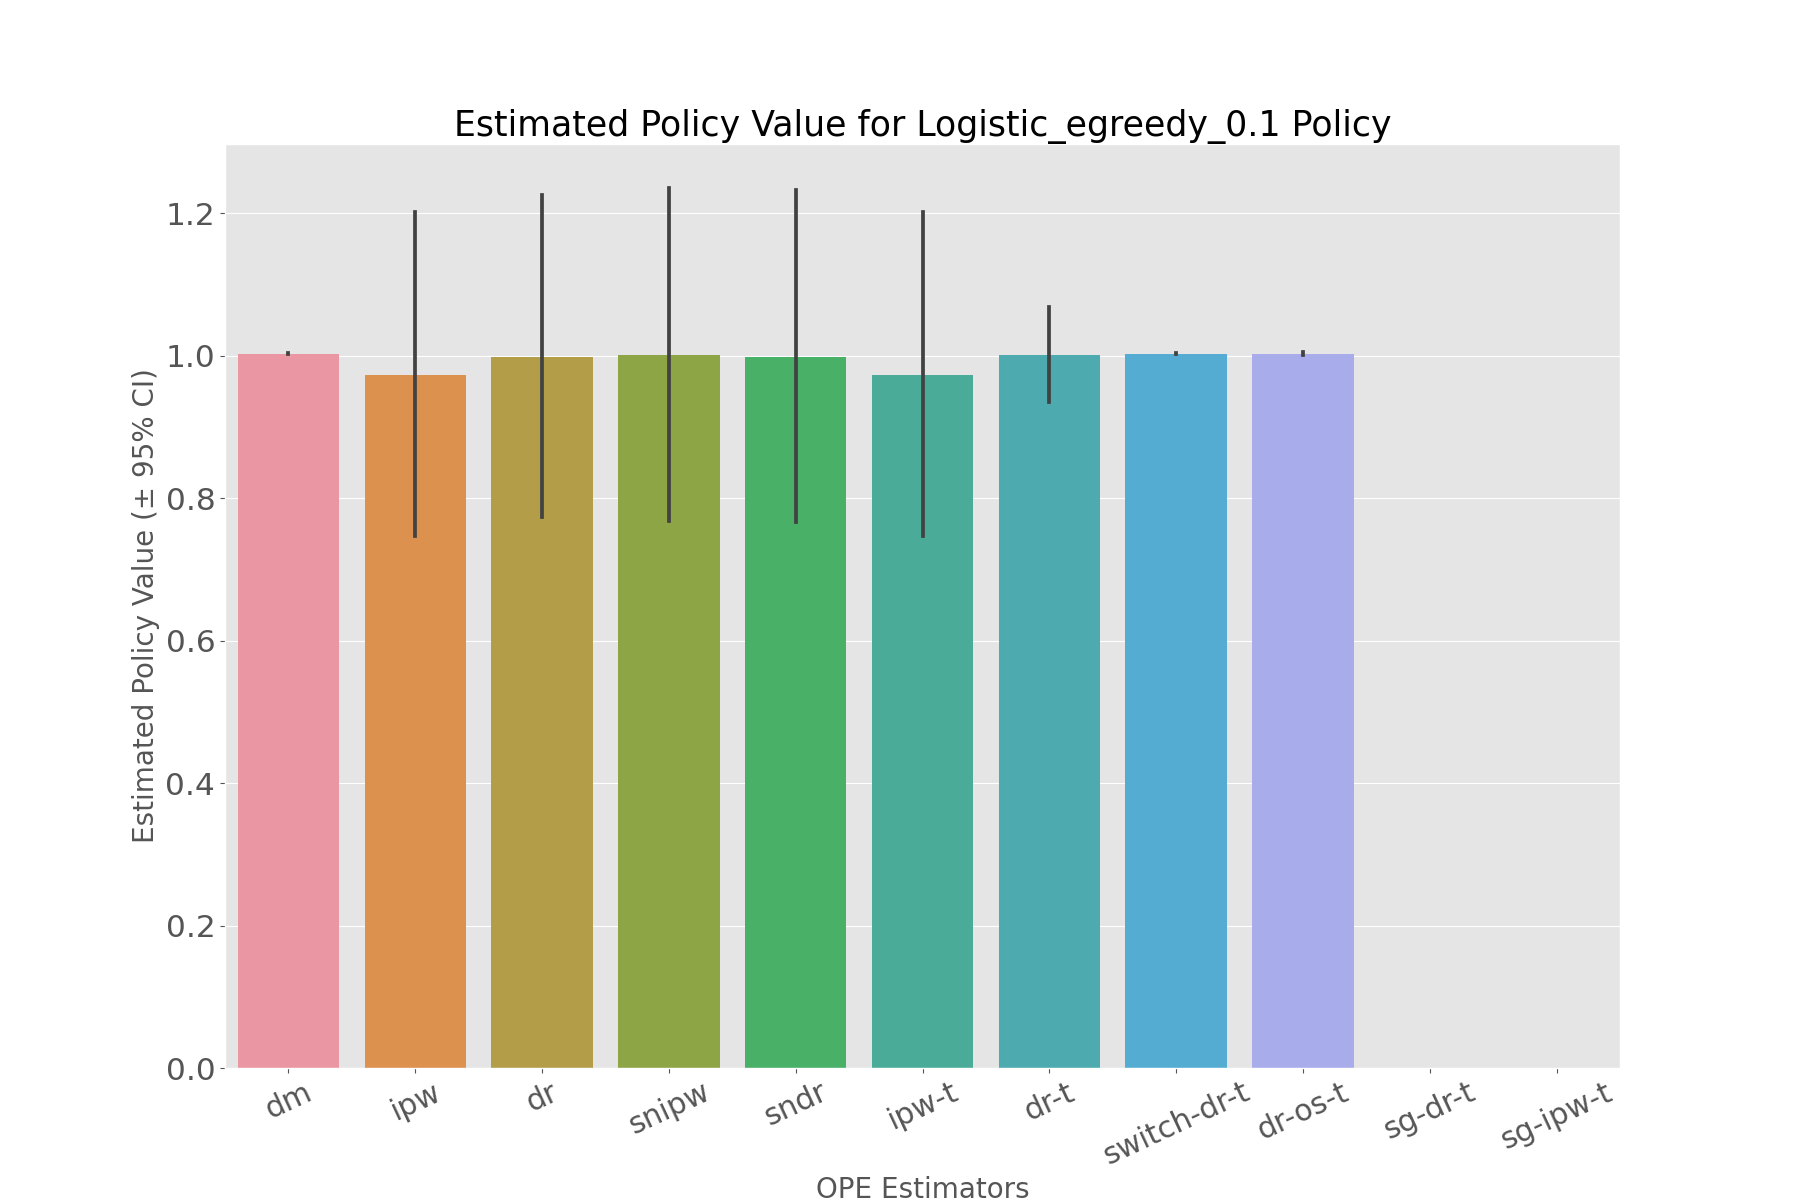 Estimated Policy Value for Logistic_egreedy_0.1 Policy
Estimated Policy Value (± 95% CI)
1.2
1.0
0.8
0.6
0.4
0.2
0.0
dm
ipw
dr
snipw
sndr
ipw-t
dr-t
switch-dr-t
dr-os-t
sg-dr-t
sg-ipw-t
OPE Estimators